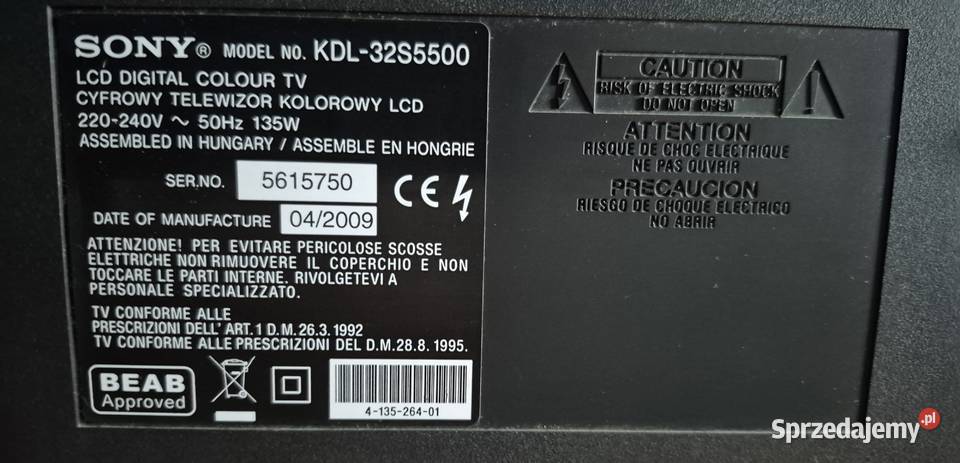 SONY® MODEL NO. KDL-32S5500
LCD DIGITAL COLOUR TV
CYFROWY TELEWIZOR KOLOROWY LCD
220-240V ~ 50Hz 135W
ASSEMBLED IN HUNGARY / ASSEMBLE EN HONGRIE
SER.NO. 5615750
CE
DATE OF MANUFACTURE 04/2009
ATTENZIONE! PER EVITARE PERICOLOSE SCOSSE
ELETTRICHE NON RIMUOVERE IL COPERCHIO E NON
TOCCARE LE PARTI INTERNE. RIVOLGETEVI A
PERSONALE SPECIALIZZATO.
TV CONFORME ALLE
PRESCRIZIONI DELL' ART.1 D.M.26.3.1992
TV CONFORME ALLE PRESCRIZIONI DEL D.M.28.8.1995.
BEAB
Approved
4-135-264-01
CAUTION
RISK OF ELECTRIC SHOCK
DO NOT OPEN
ATTENTION
RISQUE DE CHOC ELECTRIQUE
NE PAS OUVRIR
PRECAUCION
RIESGO DE CHOQUE ELECTRICO
NO ABRIR
Sprzedajemy.pl